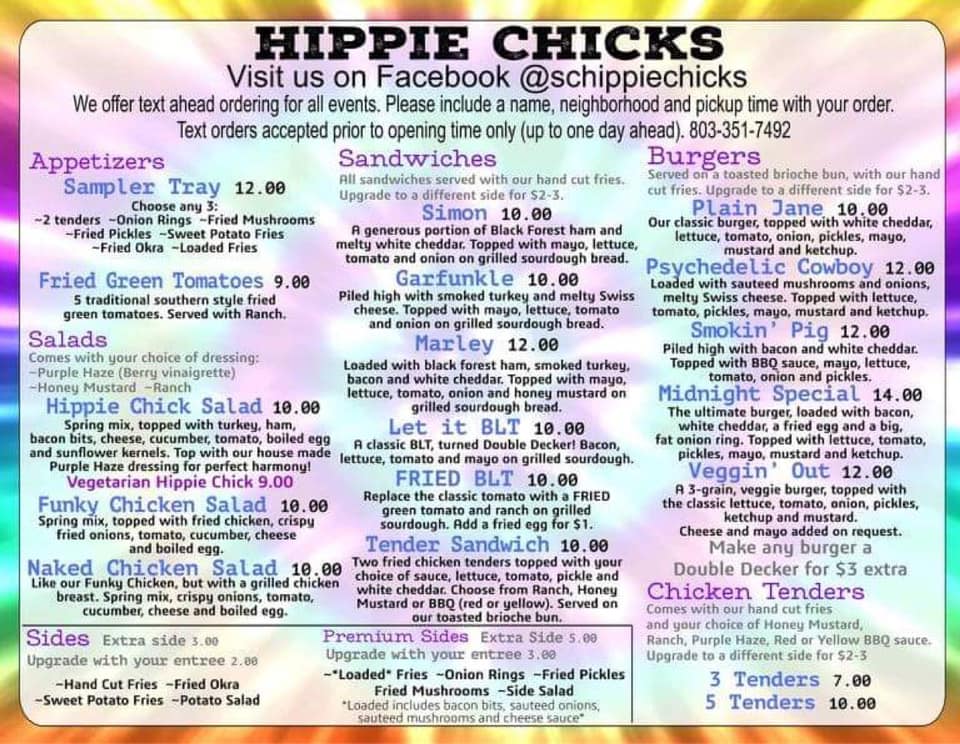 HIPPIE CHICKS
Visit us on Facebook @schippiechicks
We offer text ahead ordering for all events. Please include a name, neighborhood and pickup time with your order.
Text orders accepted prior to opening time only (up to one day ahead). 803-351-7492
Appetizers
Sampler Tray 12.00
Choose any 3:
~2 tenders ~Onion Rings ~Fried Mushrooms
~Fried Pickles ~Sweet Potato Fries
~Fried Okra ~Loaded Fries
Fried Green Tomatoes 9.00
5 traditional southern style fried
green tomatoes. Served with Ranch.
Salads
Comes with your choice of dressing:
~Purple Haze (Berry vinaigrette)
~Honey Mustard ~Ranch
Hippie Chick Salad 10.00
Spring mix, topped with turkey, ham,
bacon bits, cheese, cucumber, tomato, boiled egg
and sunflower kernels. Top with our house made
Purple Haze dressing for perfect harmony!
Vegetarian Hippie Chick 9.00
Funky Chicken Salad 10.00
Spring mix, topped with fried chicken, crispy
fried onions, tomato, cucumber, cheese
and boiled egg.
Naked Chicken Salad 10.00
Like our Funky Chicken, but with a grilled chicken
breast. Spring mix, crispy onions, tomato,
cucumber, cheese and boiled egg.
Sandwiches
All sandwiches served with our hand cut fries.
Upgrade to a different side for $2-3.
Simon 10.00
A generous portion of Black Forest ham and
melty white cheddar. Topped with mayo, lettuce,
tomato and onion on grilled sourdough bread.
Garfunkle 10.00
Piled high with smoked turkey and melty Swiss
cheese. Topped with mayo, lettuce, tomato
and onion on grilled sourdough bread.
Marley 12.00
Loaded with black forest ham, smoked turkey,
bacon and white cheddar. Topped with mayo,
lettuce, tomato, onion and honey mustard on
grilled sourdough bread.
Let it BLT 10.00
A classic BLT, turned Double Decker! Bacon,
lettuce, tomato and mayo on grilled sourdough.
FRIED BLT 10.00
Replace the classic tomato with a FRIED
green tomato and ranch on grilled
sourdough. Add a fried egg for $1.
Tender Sandwich 10.00
Two fried chicken tenders topped with your
choice of sauce, lettuce, tomato, pickle and
white cheddar. Choose from Ranch, Honey
Mustard or BBQ (red or yellow). Served on
our toasted brioche bun.
Burgers
Served on a toasted brioche bun, with our hand
cut fries. Upgrade to a different side for $2-3.
Plain Jane 10.00
Our classic burger, topped with white cheddar,
lettuce, tomato, onion, pickles, mayo,
mustard and ketchup.
Psychedelic Cowboy 12.00
Loaded with sauteed mushrooms and onions,
melty Swiss cheese. Topped with lettuce,
tomato, pickles, mayo, mustard and ketchup.
Smokin' Pig 12.00
Piled high with bacon and white cheddar.
Topped with BBQ sauce, mayo, lettuce,
tomato, onion and pickles.
Midnight Special 14.00
The ultimate burger, loaded with bacon,
white cheddar, a fried egg and a big,
fat onion ring. Topped with lettuce, tomato,
pickles, mayo, mustard and ketchup.
Veggin' Out 12.00
A 3-grain, veggie burger, topped with
the classic lettuce, tomato, onion, pickles,
ketchup and mustard.
Cheese and mayo added on request.
Make any burger a
Double Decker for $3 extra
Chicken Tenders
Comes with our hand cut fries
and your choice of Honey Mustard,
Ranch, Purple Haze, Red or Yellow BBQ sauce.
Upgrade to a different side for $2-3
3 Tenders 7.00
5 Tenders 10.00
Sides Extra side 3.00
Upgrade with your entree 2.00
~Hand Cut Fries ~Fried Okra
~Sweet Potato Fries ~Potato Salad
Premium Sides Extra Side 5.00
Upgrade with your entree 3.00
~*Loaded* Fries ~Onion Rings ~Fried Pickles
Fried Mushrooms ~Side Salad
*Loaded includes bacon bits, sauteed onions,
sauteed mushrooms and cheese sauce*